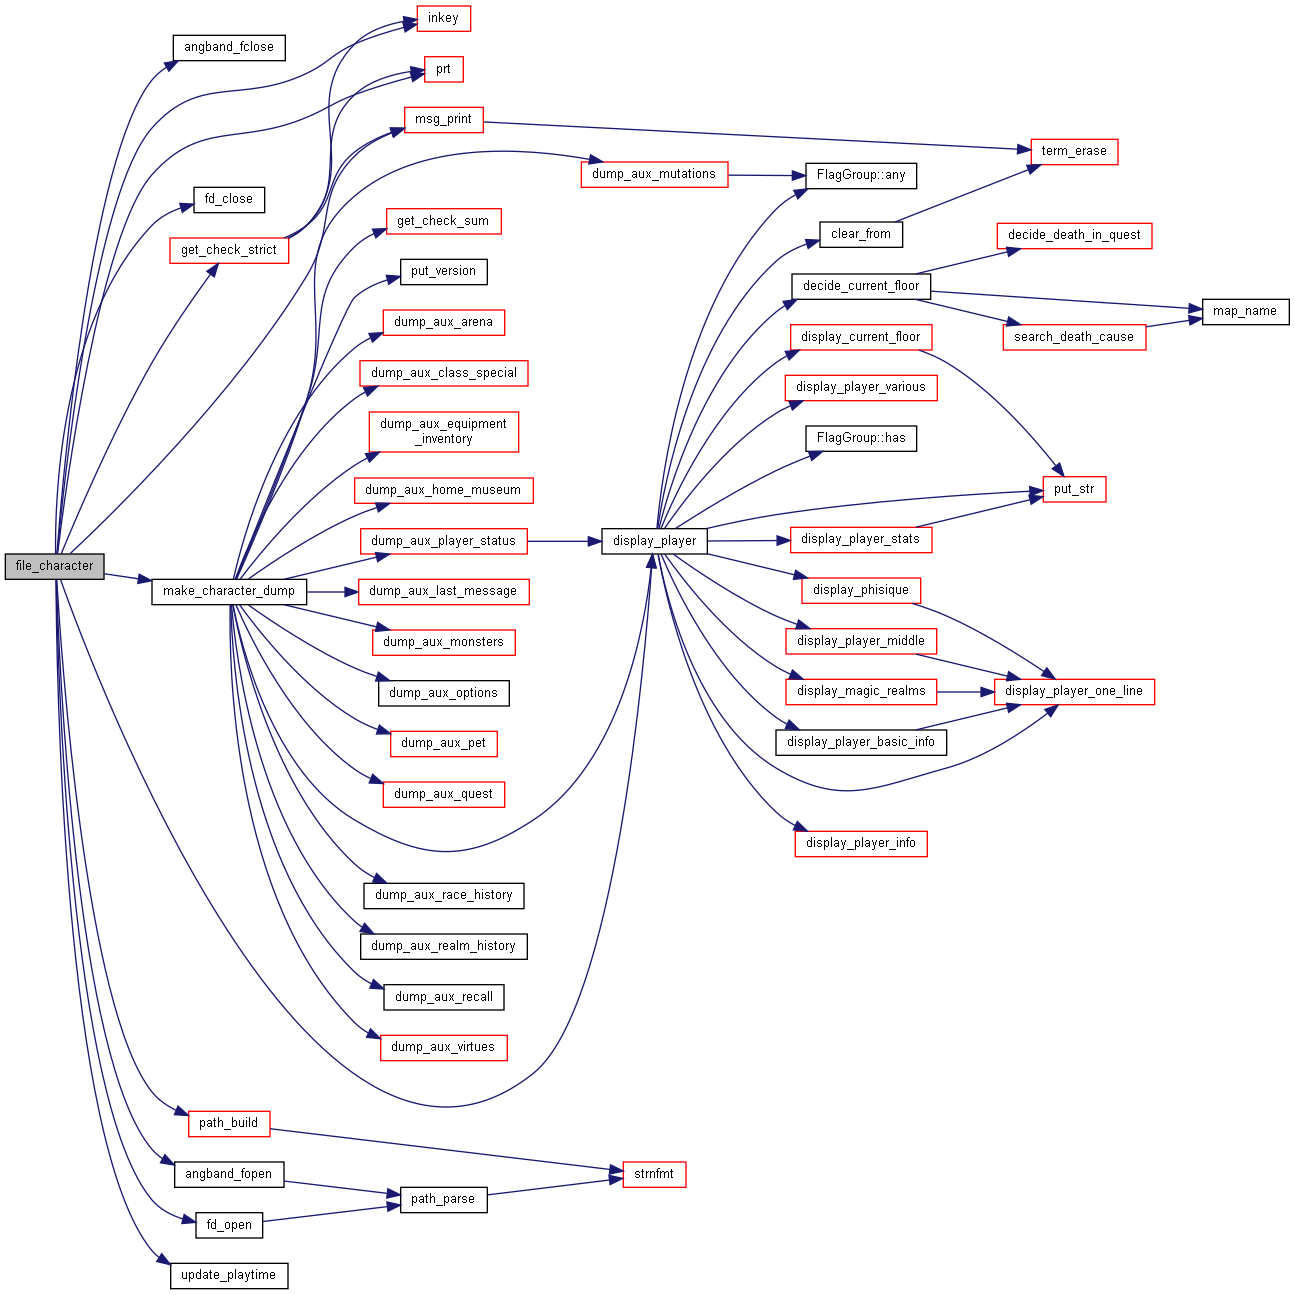 inkey
angband_fclose
prt
msg_print
term_erase
dump_aux_mutations
FlagGroup::any
fd_close
get_check_sum
clear_from
decide_death_in_quest
get_check_strict
put_version
decide_current_floor
map_name
dump_aux_arena
display_current_floor
search_death_cause
dump_aux_class_special
display_player_various
dump_aux_equipment
_inventory
FlagGroup::has
dump_aux_home_museum
put_str
dump_aux_player_status
display_player
display_player_stats
file_character
make_character_dump
dump_aux_last_message
display_phisique
dump_aux_monsters
display_player_middle
dump_aux_options
display_magic_realms
display_player_one_line
dump_aux_pet
display_player_basic_info
dump_aux_quest
display_player_info
dump_aux_race_history
dump_aux_realm_history
dump_aux_recall
dump_aux_virtues
path_build
angband_fopen
strnfmt
path_parse
fd_open
update_playtime